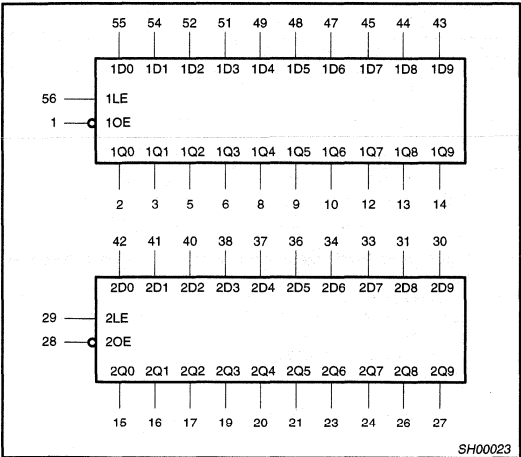 55 54 52 51 49 48 47 45 44 43
1D0 1D1 1D2 1D3 1D4 1D5 1D6 1D7 1D8 1D9
56 1LE
1 1OE
1Q0 1Q1 1Q2 1Q3 1Q4 1Q5 1Q6 1Q7 1Q8 1Q9
2 3 5 6 8 9 10 12 13 14
42 41 40 38 37 36 34 33 31 30
2D0 2D1 2D2 2D3 2D4 2D5 2D6 2D7 2D8 2D9
29 2LE
28 2OE
2Q0 2Q1 2Q2 2Q3 2Q4 2Q5 2Q6 2Q7 2Q8 2Q9
15 16 17 19 20 21 23 24 26 27
SH00023